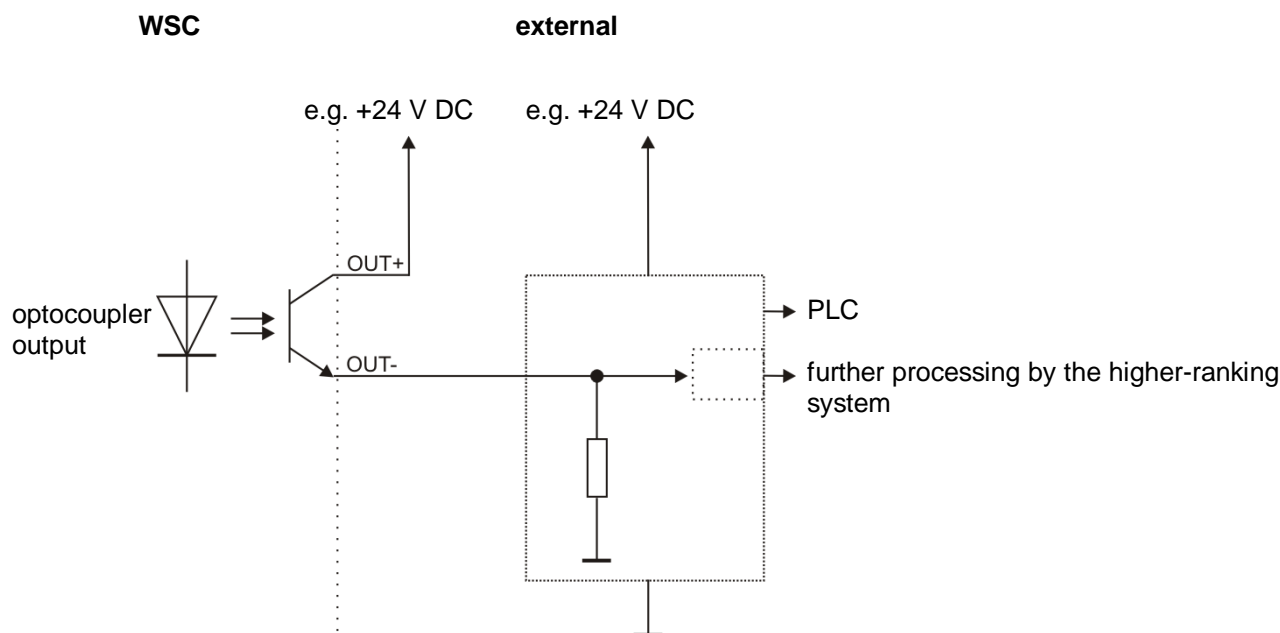 WSC
external
e.g. +24 V DC
e.g. +24 V DC
OUT+
optocoupler
output
PLC
OUT-
further processing by the higher-ranking
system